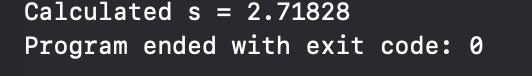 Calculated s = 2.71828
Program ended with exit code: 0